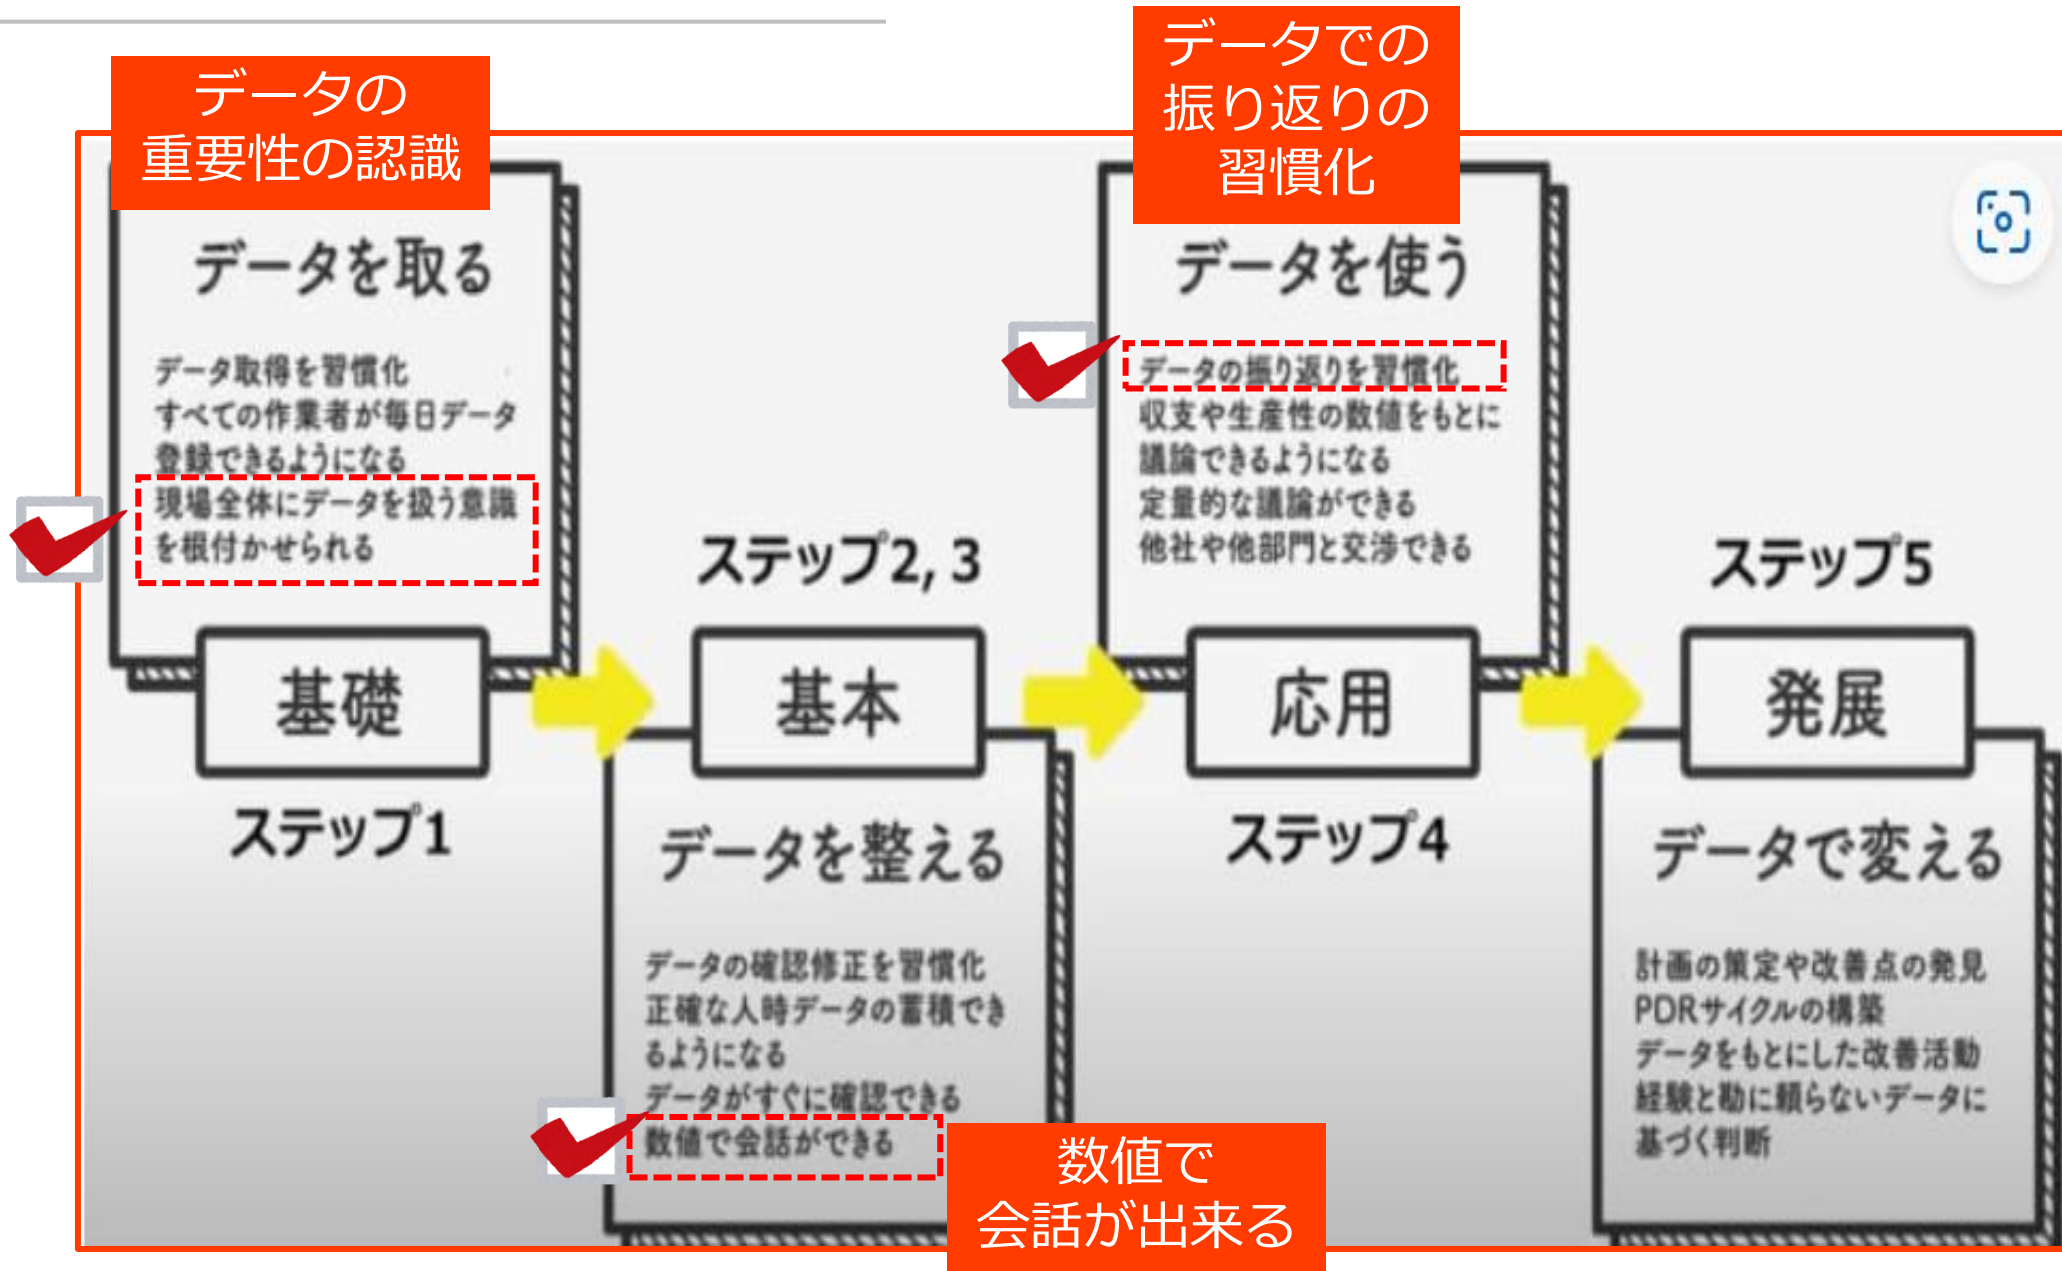 データの
重要性の認識
データを取る
データ取得を習慣化
すべての作業者が毎日データ
登録できるようになる
現場全体にデータを扱う意識
を根付かせられる
基礎
ステップ1
ステップ2, 3
基本
データを整える
データの確認修正を習慣化
正確な人時データの蓄積でき
るようになる
データがすぐに確認できる
数値で会話ができる
数値で
会話が出来る
データでの
振り返りの
習慣化
データを使う
データの振り返りを習慣化
収支や生産性の数値をもとに
議論できるようになる
定量的な議論ができる
他社や他部門と交渉できる
応用
ステップ4
ステップ5
発展
データで変える
計画の策定や改善点の発見
PDRサイクルの構築
データをもとにした改善活動
経験と勘に頼らないデータに
基づく判断